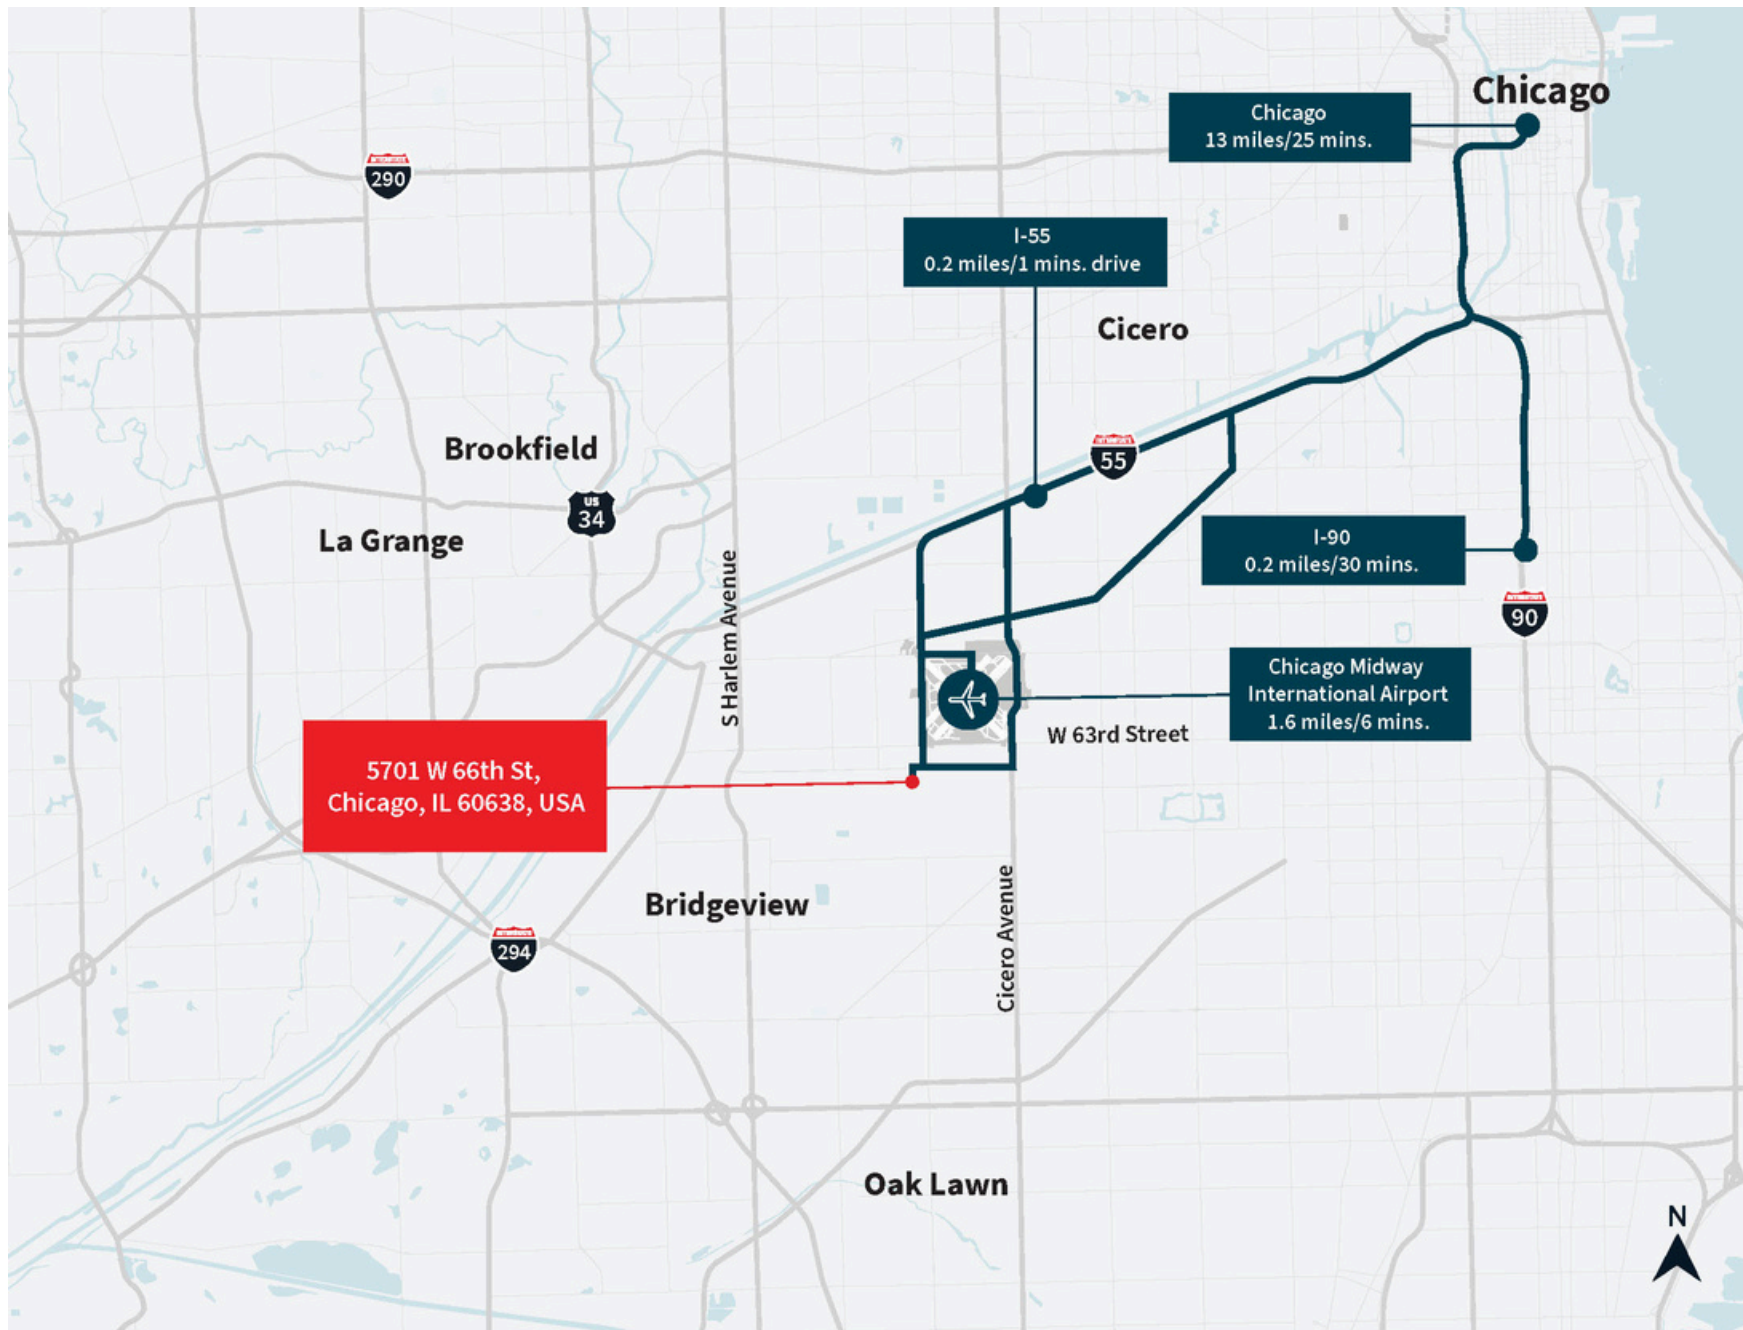 Chicago
Chicago
13 miles/25 mins.
290
I-55
0.2 miles/1 mins. drive
Cicero
Brookfield
55
US
34
La Grange
I-90
0.2 miles/30 mins.
S Harlem Avenue
90
Chicago Midway
International Airport
1.6 miles/6 mins.
W 63rd Street
5701 W 66th St,
Chicago, IL 60638, USA
Bridgeview
294
Cicero Avenue
Oak Lawn
N